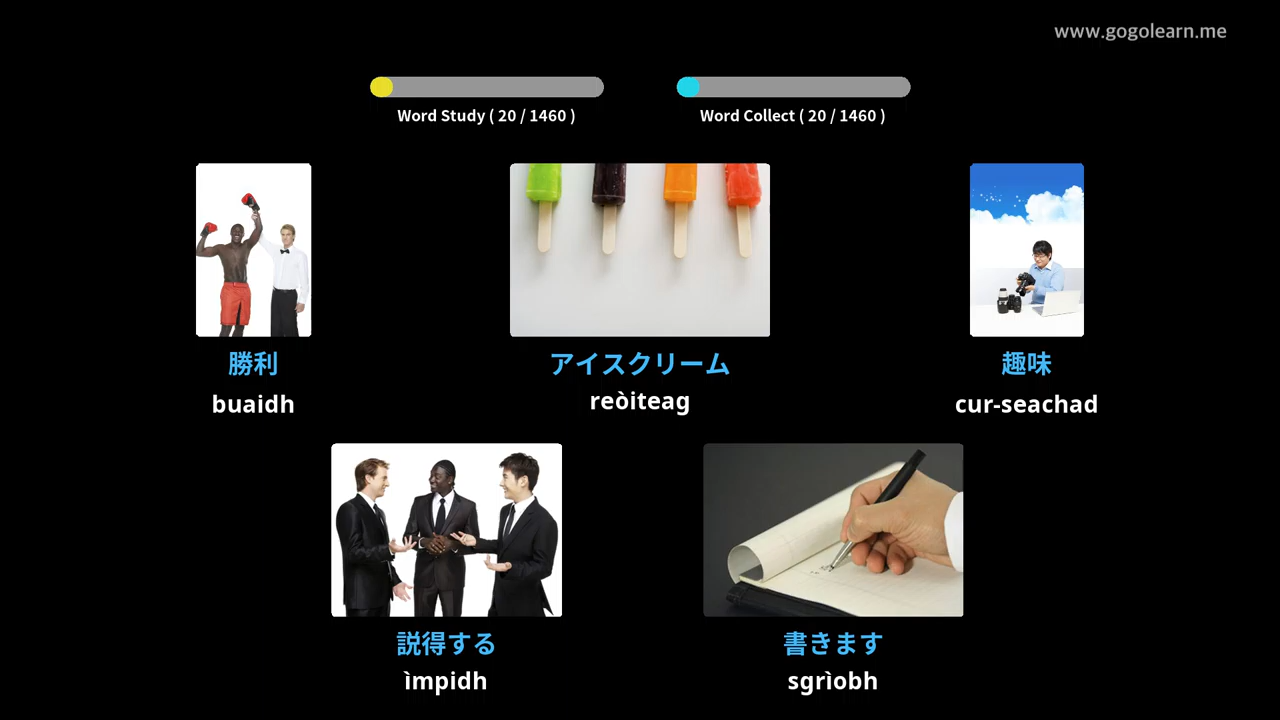 www.gogolearn.me
Word Study ( 20 / 1460 )
Word Collect ( 20 / 1460 )
勝利
buaidh
アイスクリーム
reòiteag
趣味
cur-seachad
説得する
ìmpidh
書きます
sgrìobh